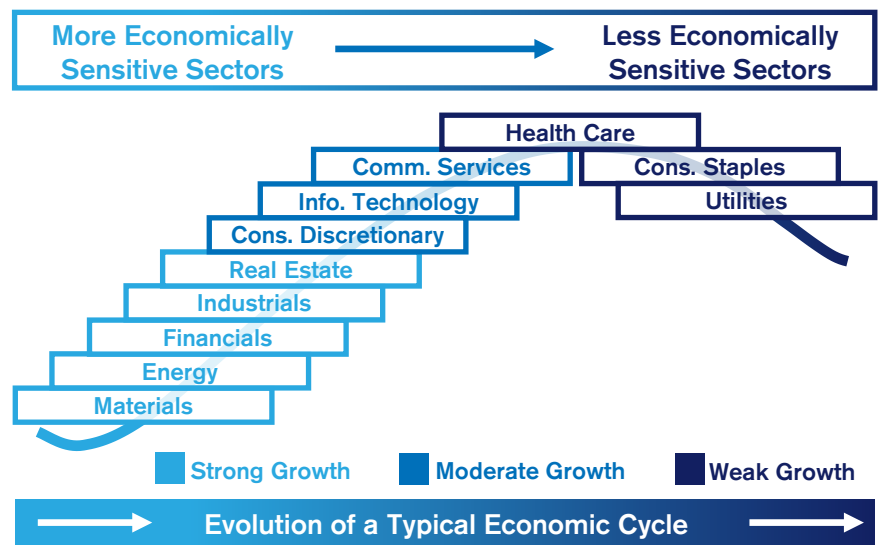 More Economically
Sensitive Sectors
Less Economically
Sensitive Sectors
Health Care
Comm. Services
Cons. Staples
Info. Technology
Utilities
Cons. Discretionary
Real Estate
Industrials
Financials
Energy
Materials
Strong Growth
Moderate Growth
Weak Growth
Evolution of a Typical Economic Cycle